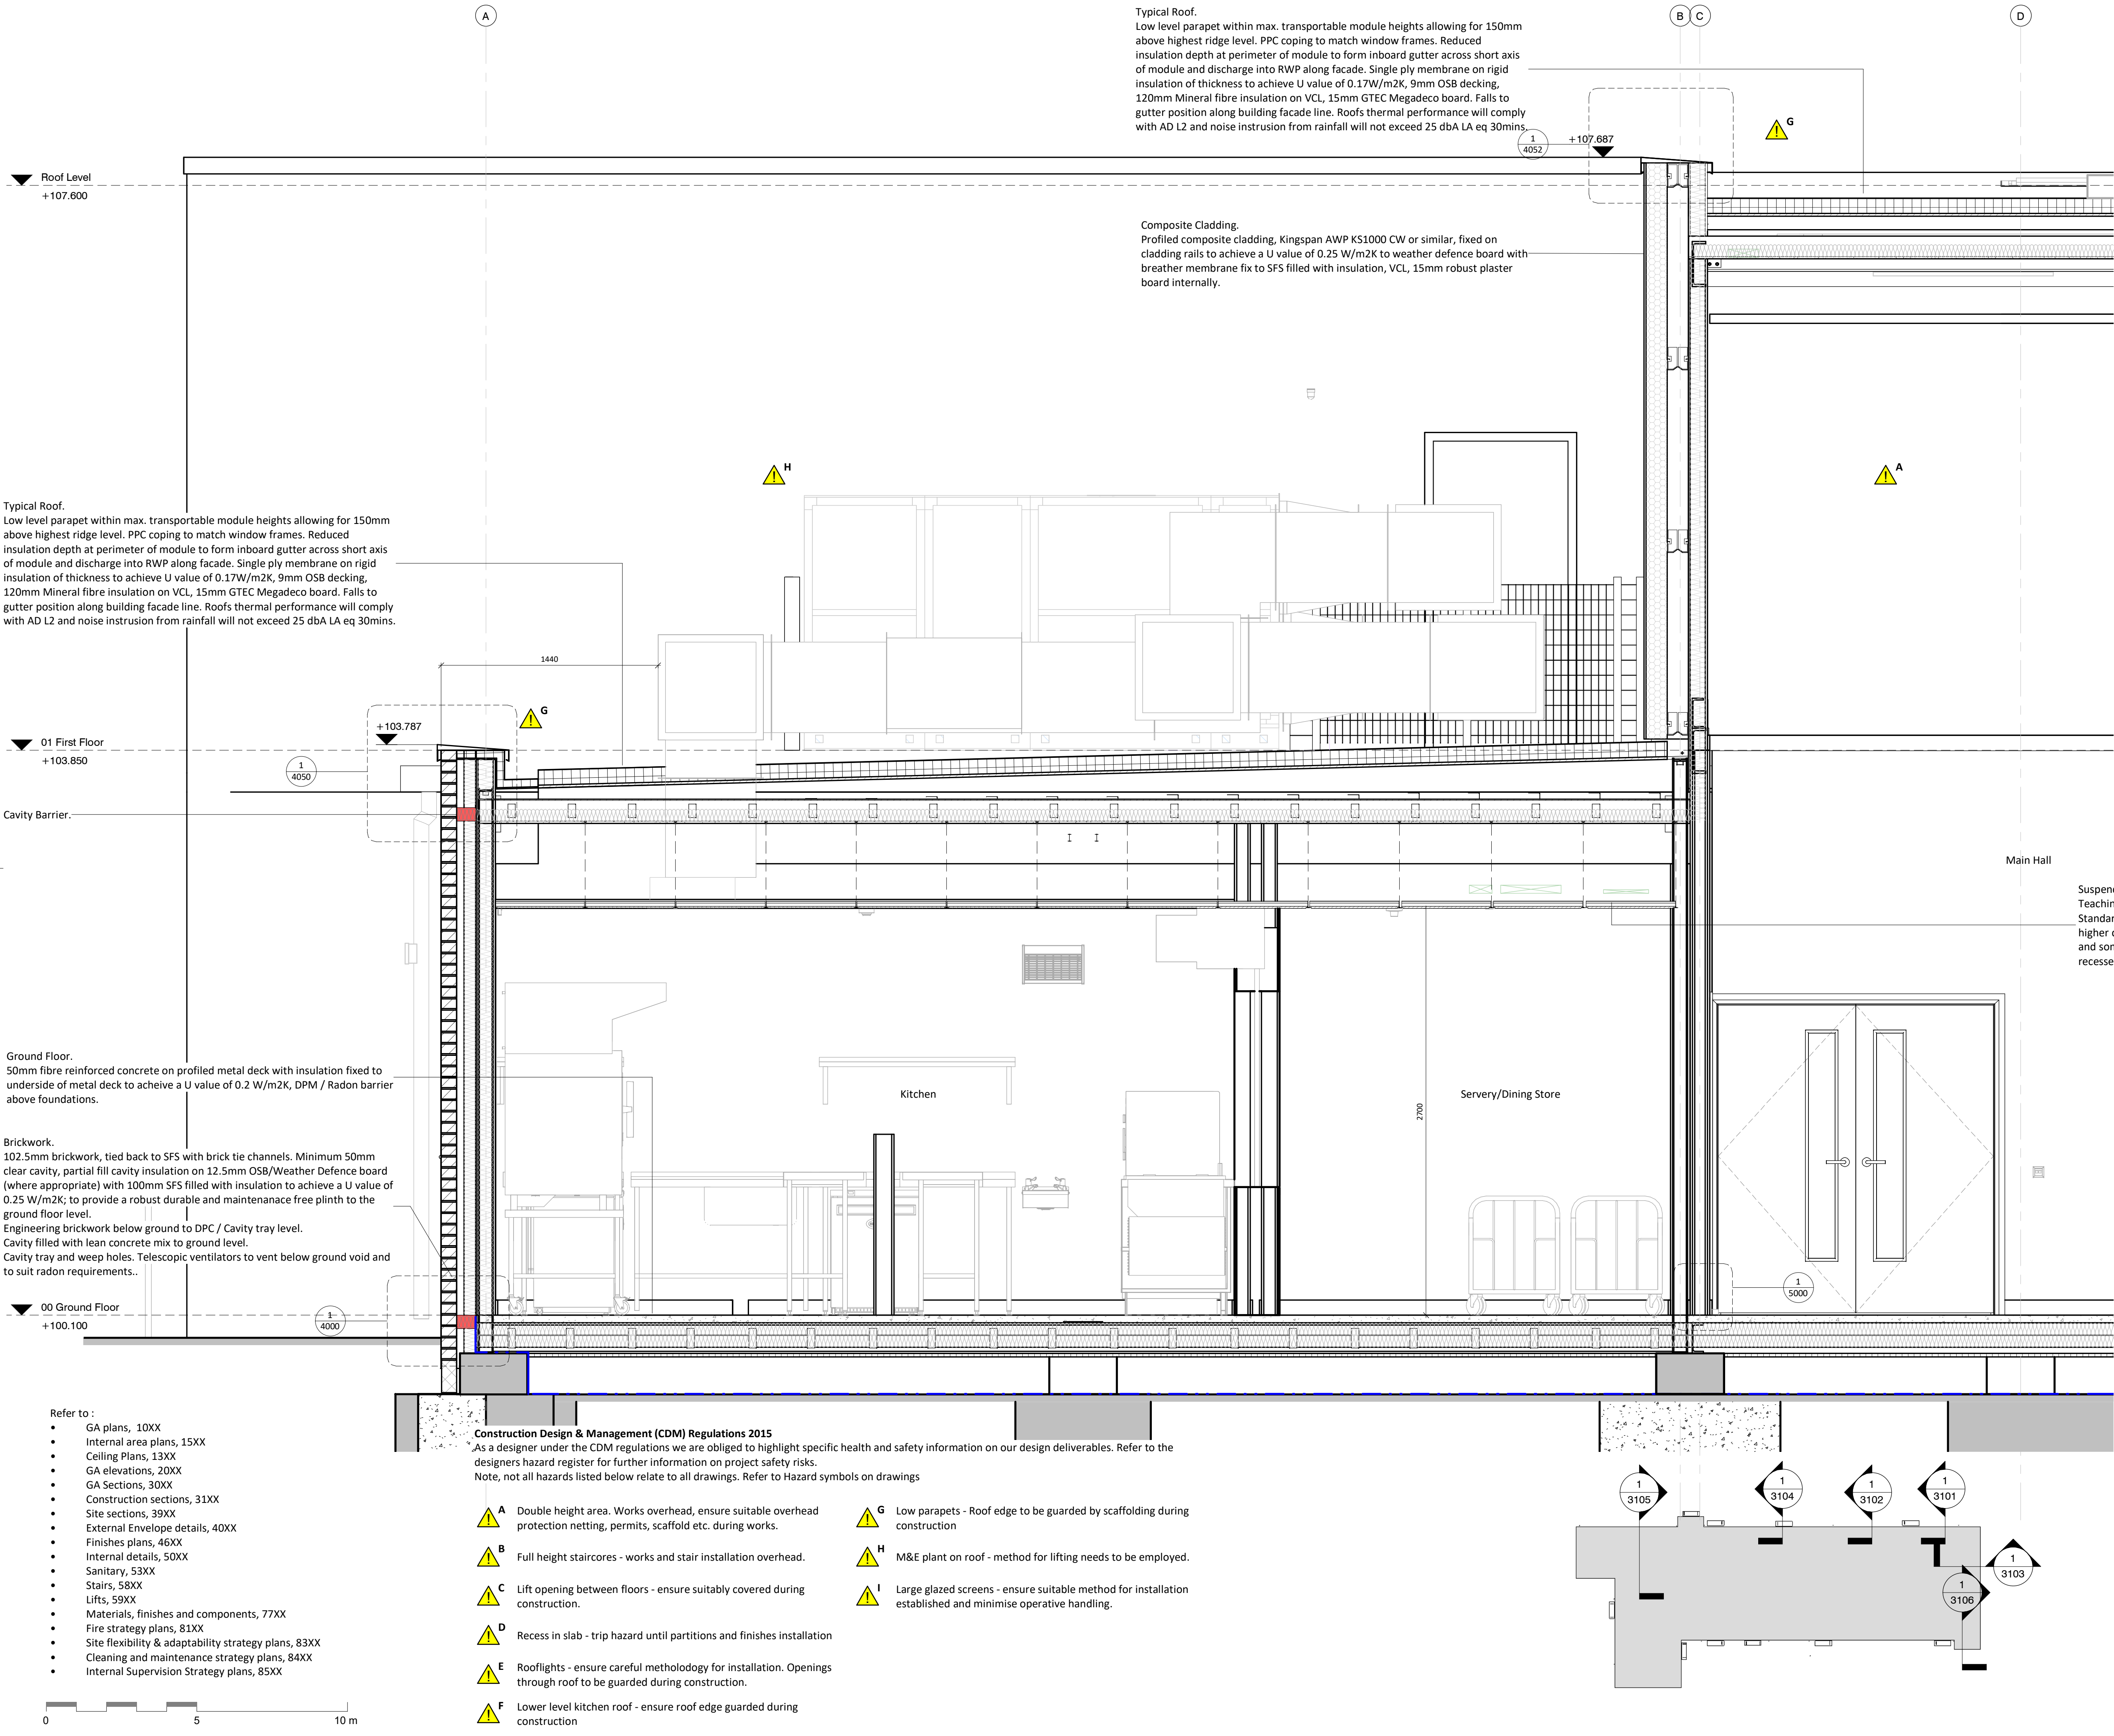 A
B
C
D
Typical Roof.
Low level parapet within max. transportable module heights allowing for 150mm
above highest ridge level. PPC coping to match window frames. Reduced
insulation depth at perimeter of module to form inboard gutter across short axis
of module and discharge into RWP along facade. Single ply membrane on rigid
insulation of thickness to achieve U value of 0.17W/m2K, 9mm OSB decking,
120mm Mineral fibre insulation on VCL, 15mm GTEC Megadeco board. Falls to
gutter position along building facade line. Roofs thermal performance will comply
with AD L2 and noise instrusion from rainfall will not exceed 25 dbA LA eq 30mins.
G
1
4052
+107.687
Roof Level
+107.600
Composite Cladding.
Profiled composite cladding, Kingspan AWP KS1000 CW or similar, fixed on
cladding rails to achieve a U value of 0.25 W/m2K to weather defence board with
breather membrane fix to SFS filled with insulation, VCL, 15mm robust plaster
board internally.
H
A
Typical Roof.
Low level parapet within max. transportable module heights allowing for 150mm
above highest ridge level. PPC coping to match window frames. Reduced
insulation depth at perimeter of module to form inboard gutter across short axis
of module and discharge into RWP along facade. Single ply membrane on rigid
insulation of thickness to achieve U value of 0.17W/m2K, 9mm OSB decking,
120mm Mineral fibre insulation on VCL, 15mm GTEC Megadeco board. Falls to
gutter position along building facade line. Roofs thermal performance will comply
with AD L2 and noise instrusion from rainfall will not exceed 25 dbA LA eq 30mins.
1440
G
+103.787
01 First Floor
+103.850
1
4050
Cavity Barrier.
Main Hall
Suspen
Teachin
Standar
higher
and som
recesse
Ground Floor.
50mm fibre reinforced concrete on profiled metal deck with insulation fixed to
underside of metal deck to acheive a U value of 0.2 W/m2K, DPM / Radon barrier
above foundations.
Kitchen
2700
Servery/Dining Store
Brickwork.
102.5mm brickwork, tied back to SFS with brick tie channels. Minimum 50mm
clear cavity, partial fill cavity insulation on 12.5mm OSB/Weather Defence board
(where appropriate) with 100mm SFS filled with insulation to achieve a U value of
0.25 W/m2K; to provide a robust durable and maintenanace free plinth to the
ground floor level.
Engineering brickwork below ground to DPC / Cavity tray level.
Cavity filled with lean concrete mix to ground level.
Cavity tray and weep holes. Telescopic ventilators to vent below ground void and
to suit radon requirements..
1
5000
00 Ground Floor
+100.100
1
4000
Refer to :
• GA plans, 10XX
• Internal area plans, 15XX
• Ceiling Plans, 13XX
• GA elevations, 20XX
• GA Sections, 30XX
• Construction sections, 31XX
• Site sections, 39XX
• External Envelope details, 40XX
• Finishes plans, 46XX
• Internal details, 50XX
• Sanitary, 53XX
• Stairs, 58XX
• Lifts, 59XX
• Materials, finishes and components, 77XX
• Fire strategy plans, 81XX
• Site flexibility & adaptability strategy plans, 83XX
• Cleaning and maintenance strategy plans, 84XX
• Internal Supervision Strategy plans, 85XX
0 5 10 m
Construction Design & Management (CDM) Regulations 2015
As a designer under the CDM regulations we are obliged to highlight specific health and safety information on our design deliverables. Refer to the
designers hazard register for further information on project safety risks.
Note, not all hazards listed below relate to all drawings. Refer to Hazard symbols on drawings
A Double height area. Works overhead, ensure suitable overhead
protection netting, permits, scaffold etc. during works.
B Full height staircores - works and stair installation overhead.
C Lift opening between floors - ensure suitably covered during
construction.
D Recess in slab - trip hazard until partitions and finishes installation
E Rooflights - ensure careful metholodogy for installation. Openings
through roof to be guarded during construction.
F Lower level kitchen roof - ensure roof edge guarded during
construction
G Low parapets - Roof edge to be guarded by scaffolding during
construction
H M&E plant on roof - method for lifting needs to be employed.
I Large glazed screens - ensure suitable method for installation
established and minimise operative handling.
1
3105
1
3104
1
3102
1
3101
1
3103
1
3106